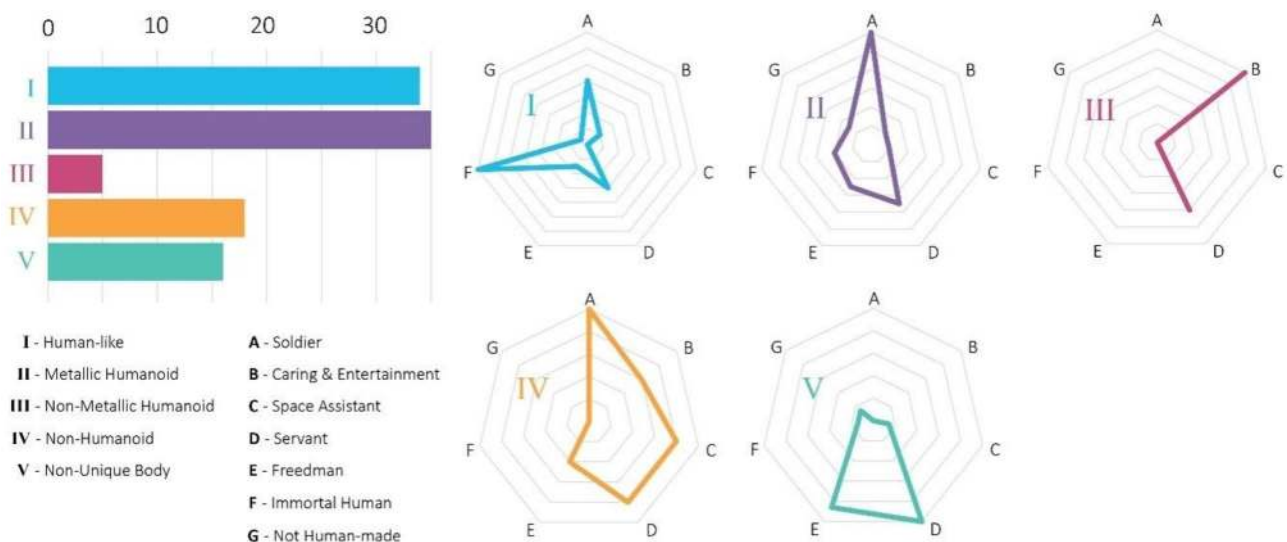 0 10 20 30
I
II
III
IV
V
A
B
C
D
E
F
G
I
A
B
C
D
E
F
G
II
A
B
C
D
E
F
G
III
A
B
C
D
E
F
G
IV
A
B
C
D
E
F
G
V
I - Human-like
II - Metallic Humanoid
III - Non-Metallic Humanoid
IV - Non-Humanoid
V - Non-Unique Body
A - Soldier
B - Caring & Entertainment
C - Space Assistant
D - Servant
E - Freedman
F - Immortal Human
G - Not Human-made